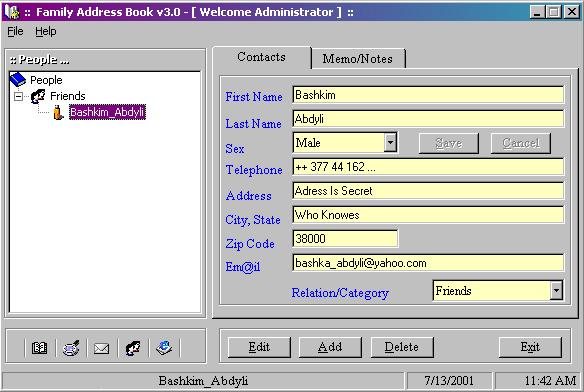 :: Family Address Book v3.0 - [ Welcome Administrator ] ::
File Help
:: People ...
People
Friends
Bashkim_Abdyli
Contacts Memo/Notes
First Name Bashkim
Last Name Abdyli
Sex Male Save Cancel
Telephone ++ 377 44 162 ...
Address Adress Is Secret
City, State Who Knowes
Zip Code 38000
Em@il bashka_abdyli@yahoo.com
Relation/Category Friends
Edit Add Delete Exit
Bashkim_Abdyli 7/13/2001 11:42 AM